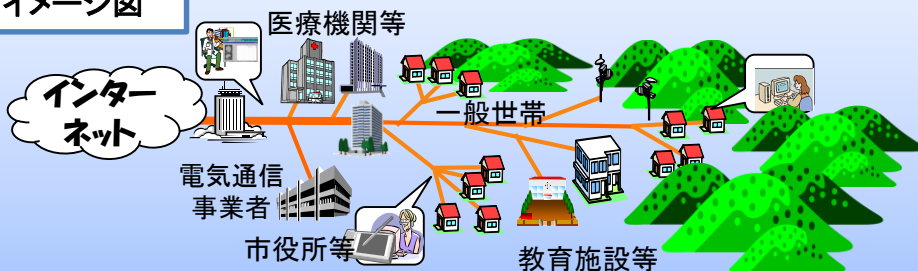 イメージ図
医療機関等
インター
ネット
一般世帯
電気通信
事業者
市役所等
教育施設等